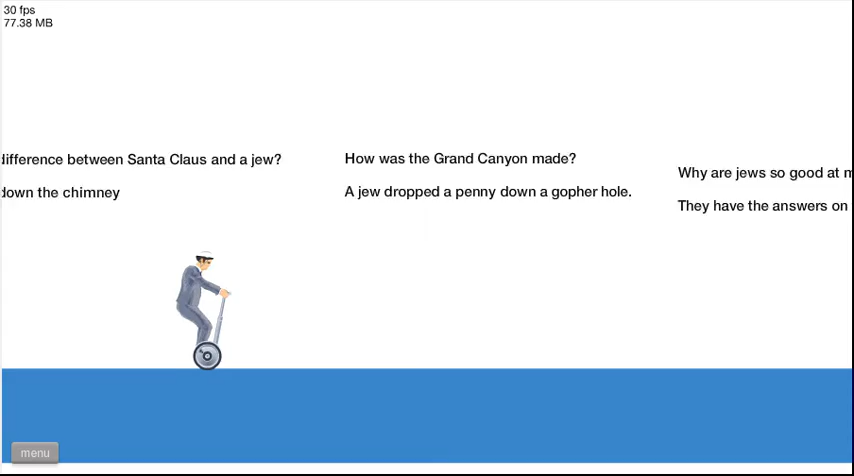 30 fps
77.38 MB
difference between Santa Claus and a jew?
down the chimney
How was the Grand Canyon made?
A jew dropped a penny down a gopher hole.
Why are jews so good at
They have the answers on
menu